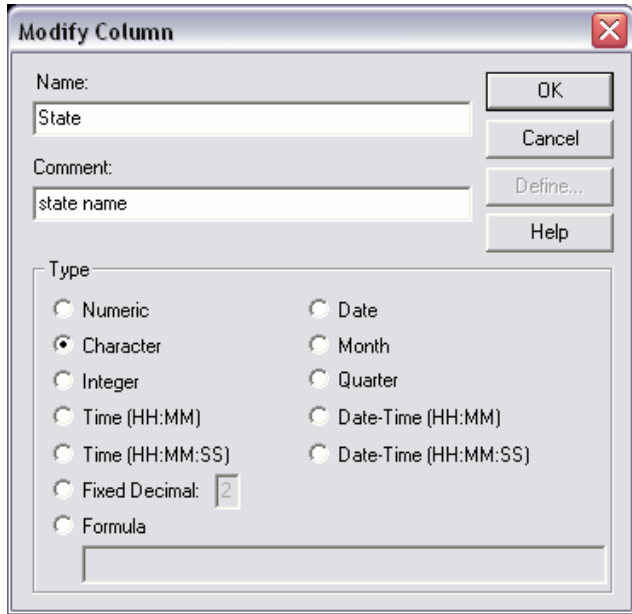 Modify Column
Name:
OK
State
Cancel
Comment:
Define...
state name
Help
Type
Numeric
Date
Character
Month
Integer
Quarter
Time (HH:MM)
Date-Time (HH:MM)
Time (HH:MM:SS)
Date-Time (HH:MM:SS)
Fixed Decimal: 2
Formula